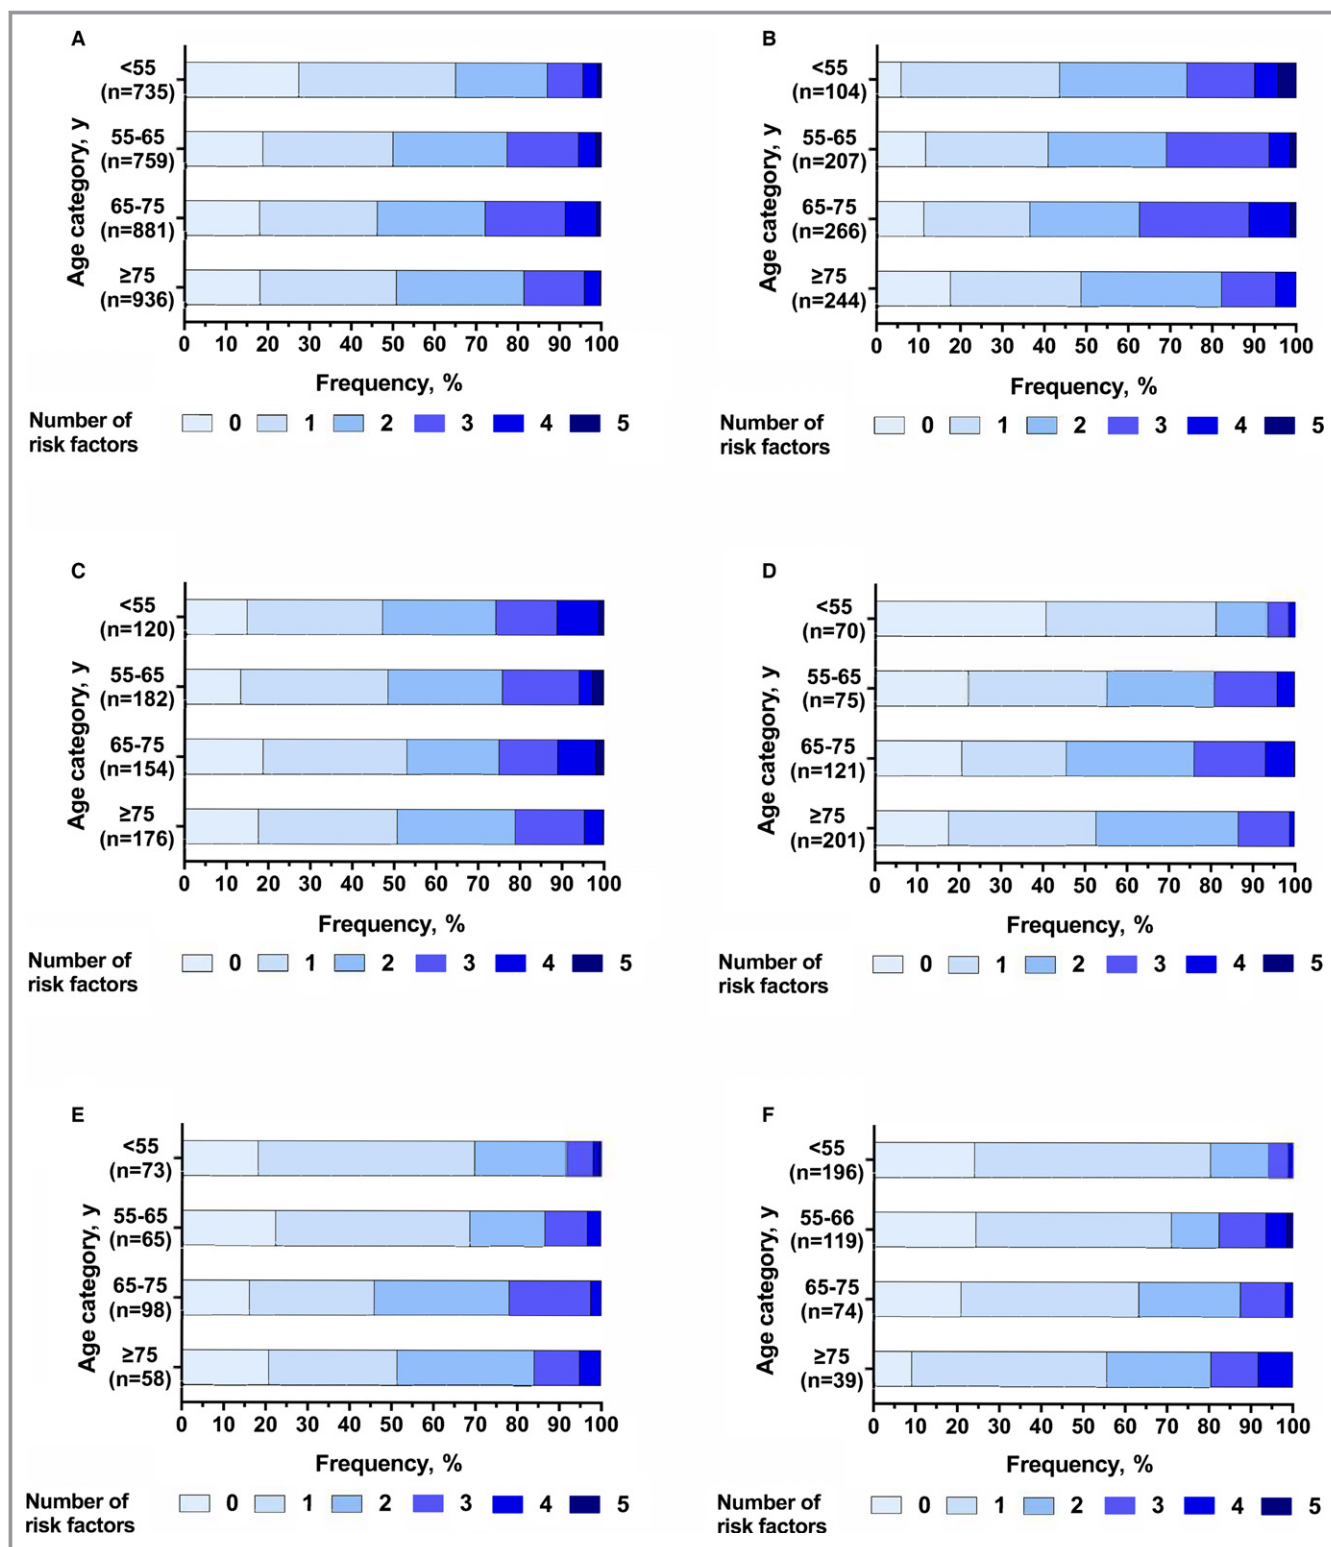 A
Age category, y
<55
(n=735)
55-65
(n=759)
65-75
(n=881)
≥75
(n=936)
0 10 20 30 40 50 60 70 80 90 100
Frequency, %
Number of
risk factors
0 1 2 3 4 5
B
Age category, y
<55
(n=104)
55-65
(n=207)
65-75
(n=266)
≥75
(n=244)
0 10 20 30 40 50 60 70 80 90 100
Frequency, %
Number of
risk factors
0 1 2 3 4 5
C
Age category, y
<55
(n=120)
55-65
(n=182)
65-75
(n=154)
≥75
(n=176)
0 10 20 30 40 50 60 70 80 90 100
Frequency, %
Number of
risk factors
0 1 2 3 4 5
D
Age category, y
<55
(n=70)
55-65
(n=75)
65-75
(n=121)
≥75
(n=201)
0 10 20 30 40 50 60 70 80 90 100
Frequency, %
Number of
risk factors
0 1 2 3 4 5
E
Age category, y
<55
(n=73)
55-65
(n=65)
65-75
(n=98)
≥75
(n=58)
0 10 20 30 40 50 60 70 80 90 100
Frequency, %
Number of
risk factors
0 1 2 3 4 5
F
Age category, y
<55
(n=196)
55-66
(n=119)
65-75
(n=74)
≥75
(n=39)
0 10 20 30 40 50 60 70 80 90 100
Frequency, %
Number of
risk factors
0 1 2 3 4 5